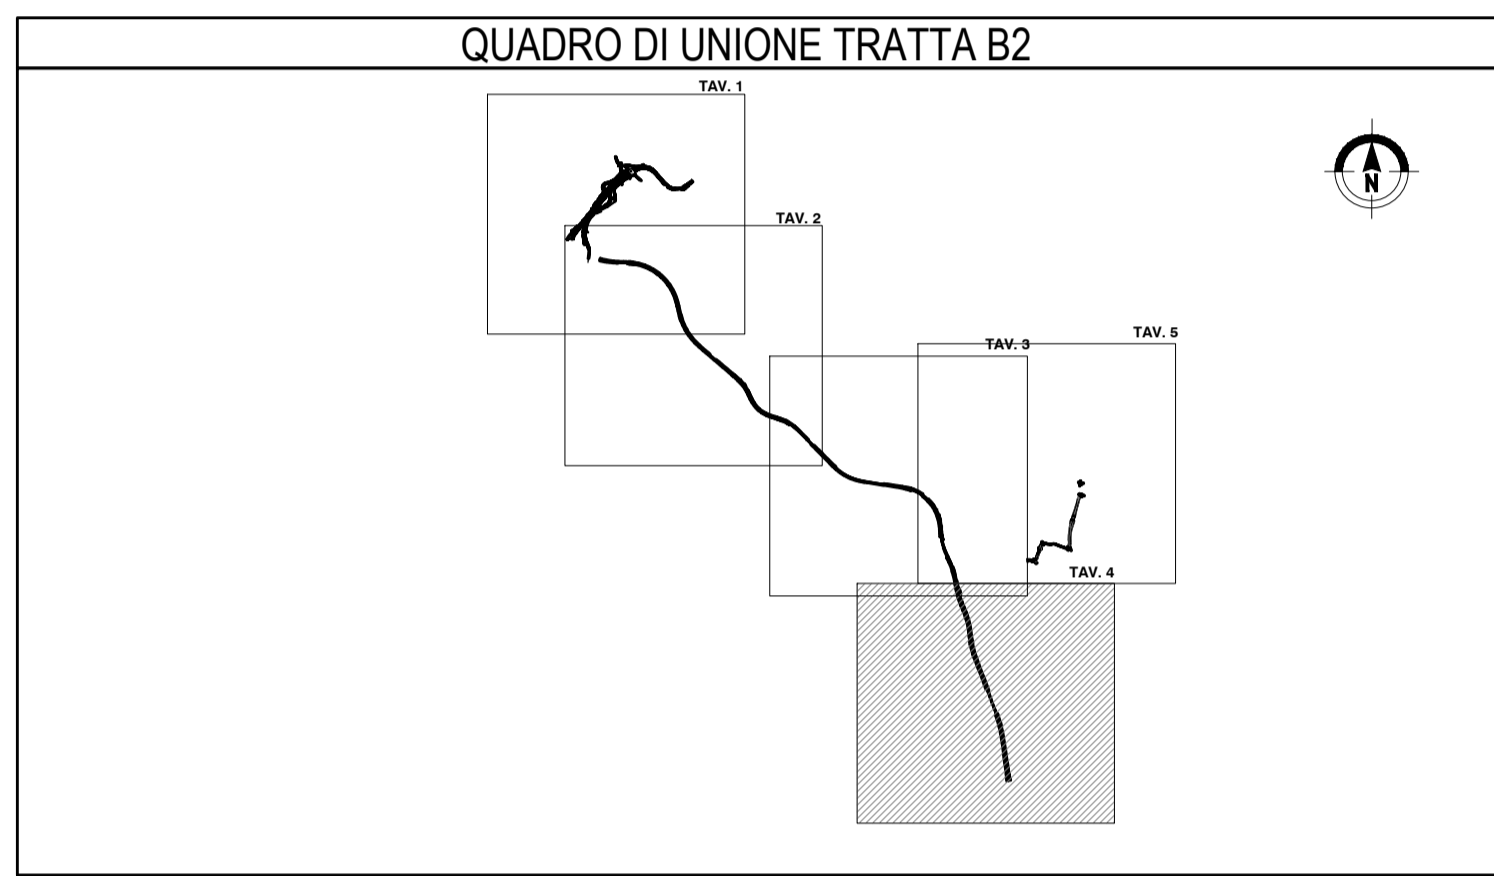 QUADRO DI UNIONE TRATTA B2
TAV. 1
N
TAV. 2
TAV. 5
TAV. 3
TAV. 4